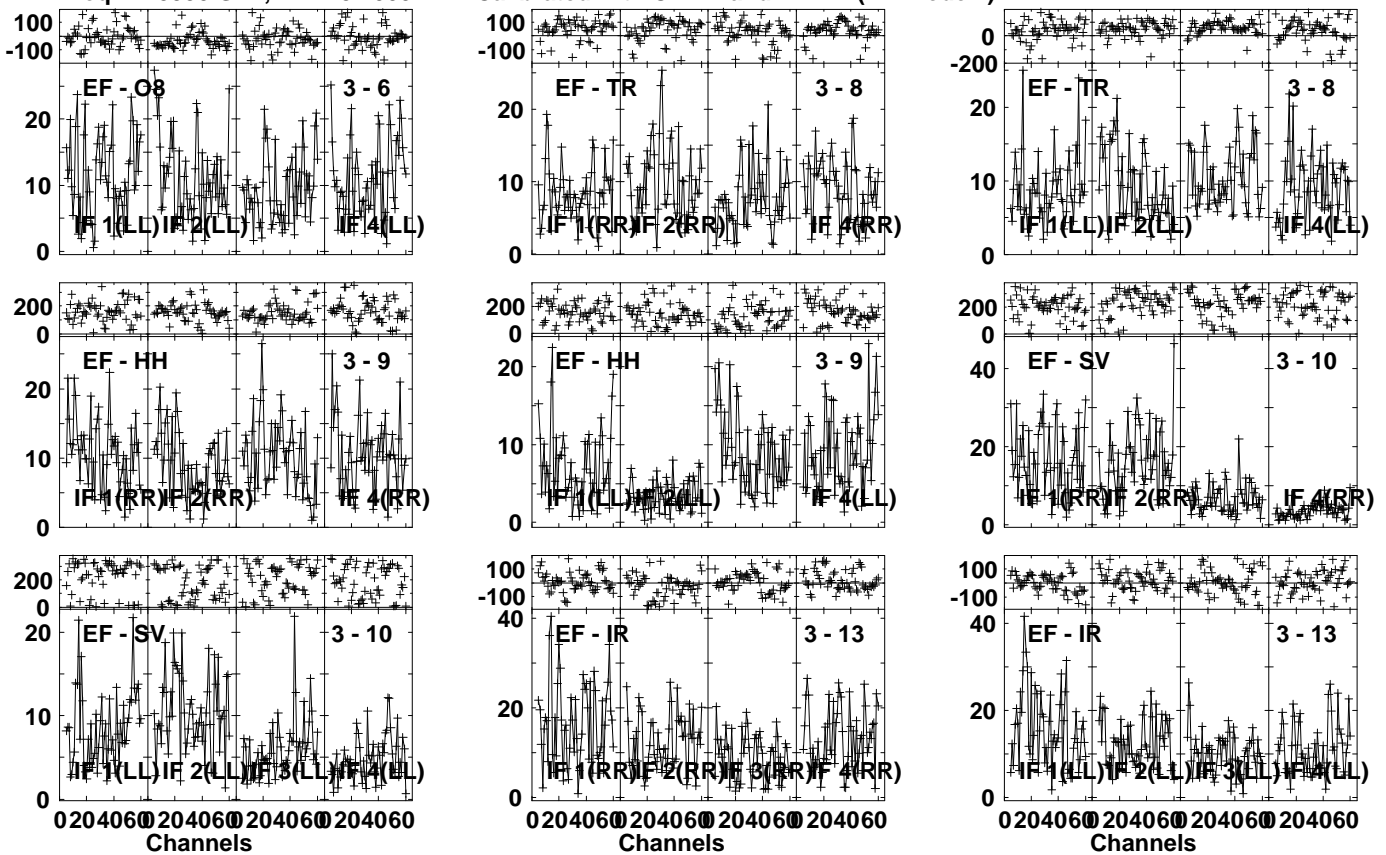 100
-100
EF - O8 3 - 6
20
10
0
IF 1(LL) IF 2(LL) IF 4(LL)
100
-100
EF - TR 3 - 8
20
10
0
IF 1(RR) IF 2(RR) IF 4(RR)
0
-200
EF - TR 3 - 8
20
10
0
IF 1(LL) IF 2(LL) IF 4(LL)
200
0
EF - HH 3 - 9
20
10
0
IF 1(RR) IF 2(RR) IF 4(RR)
200
0
EF - HH 3 - 9
20
10
0
IF 1(LL) IF 2(LL) IF 4(LL)
200
0
EF - SV 3 - 10
40
20
0
IF 1(RR) IF 2(RR) IF 4(RR)
200
0
EF - SV 3 - 10
20
10
0
IF 1(LL) IF 2(LL) IF 3(LL) IF 4(LL)
0 20 40 60 0 20 40 60 0 20 40 60 0 20 40 60
Channels
100
-100
EF - IR 3 - 13
40
20
0
IF 1(RR) IF 2(RR) IF 3(RR) IF 4(RR)
0 20 40 60 0 20 40 60 0 20 40 60 0 20 40 60
Channels
100
-100
EF - IR 3 - 13
40
20
0
IF 1(LL) IF 2(LL) IF 3(LL) IF 4(LL)
0 20 40 60 0 20 40 60 0 20 40 60 0 20 40 60
Channels